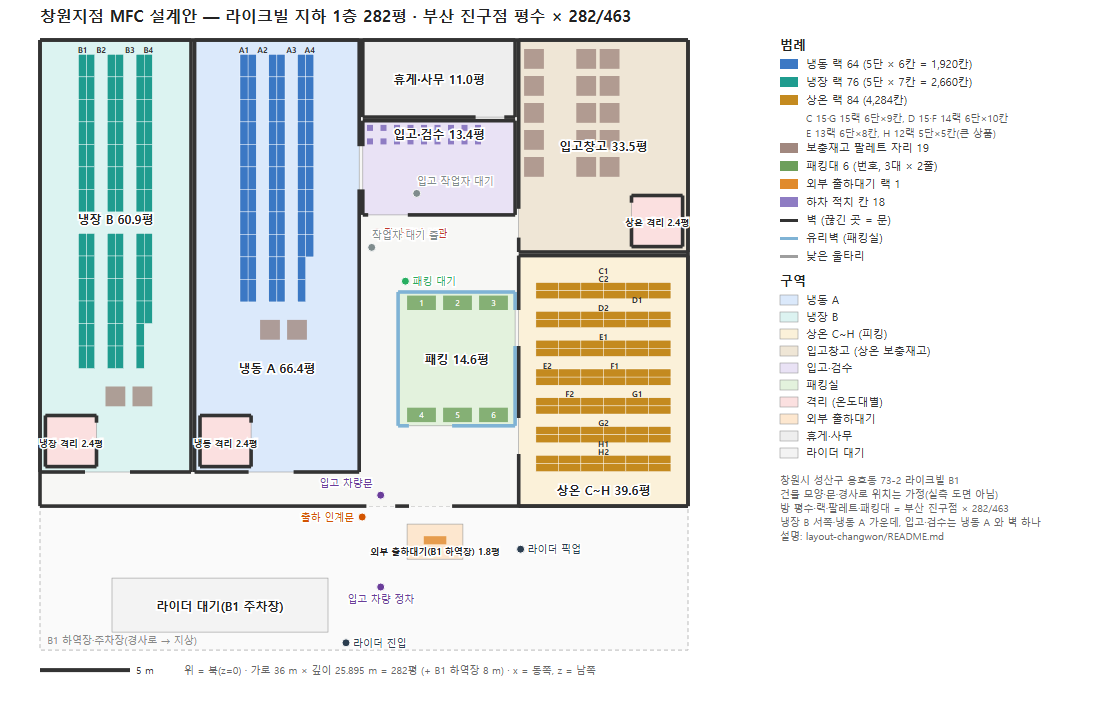 창원지점 MFC 설계안 — 라이크빌 지하 1층 282평 · 부산 진구점 평수 × 282/463
B1 B2 B3 B4
A1 A2 A3 A4
휴게·사무 11.0평
입고·검수 13.4평
입고창고 33.5평
입고 작업자 대기
냉장 B 60.9평
상온 격리 2.4평
작업자 대기 출판
패킹 대기
C1
C2
1 2 3
D1
D2
E1
패킹 14.6평
냉동 A 66.4평
E2 F1
F2 G1
4 5 6
G2
냉장 격리 2.4평
냉동 격리 2.4평
H1
H2
입고 차량문
상온 C~H 39.6평
출하 인계문
외부 출하대기(B1 하역장) 1.8평
라이더 픽업
입고 차량 정차
라이더 대기(B1 주차장)
B1 하역장·주차장(경사로 → 지상)
라이더 진입
5 m
위 = 북(z=0) · 가로 36 m × 깊이 25.895 m = 282평 (+ B1 하역장 8 m) · x = 동쪽, z = 남쪽
범례
냉동 랙 64 (5단 × 6칸 = 1,920칸)
냉장 랙 76 (5단 × 7칸 = 2,660칸)
상온 랙 84 (4,284칸)
C 15·G 15랙 6단×9칸, D 15·F 14랙 6단×10칸
E 13랙 6단×8칸, H 12랙 5단×5칸(큰 상품)
보충재고 팔레트 자리 19
패킹대 6 (번호, 3대 × 2줄)
외부 출하대기 랙 1
하차 적치 칸 18
벽 (끊긴 곳 = 문)
유리벽 (패킹실)
낮은 울타리
구역
냉동 A
냉장 B
상온 C~H (피킹)
입고창고 (상온 보충재고)
입고·검수
패킹실
격리 (온도대별)
외부 출하대기
휴게·사무
라이더 대기
창원시 성산구 용호동 73-2 라이크빌 B1
건물 모양·문·경사로 위치는 가정(실측 도면 아님)
방 평수·랙·팔레트·패킹대 = 부산 진구점 × 282/463
냉장 B 서쪽·냉동 A 가운데, 입고·검수는 냉동 A 와 벽 하나
설명: layout-changwon/README.md